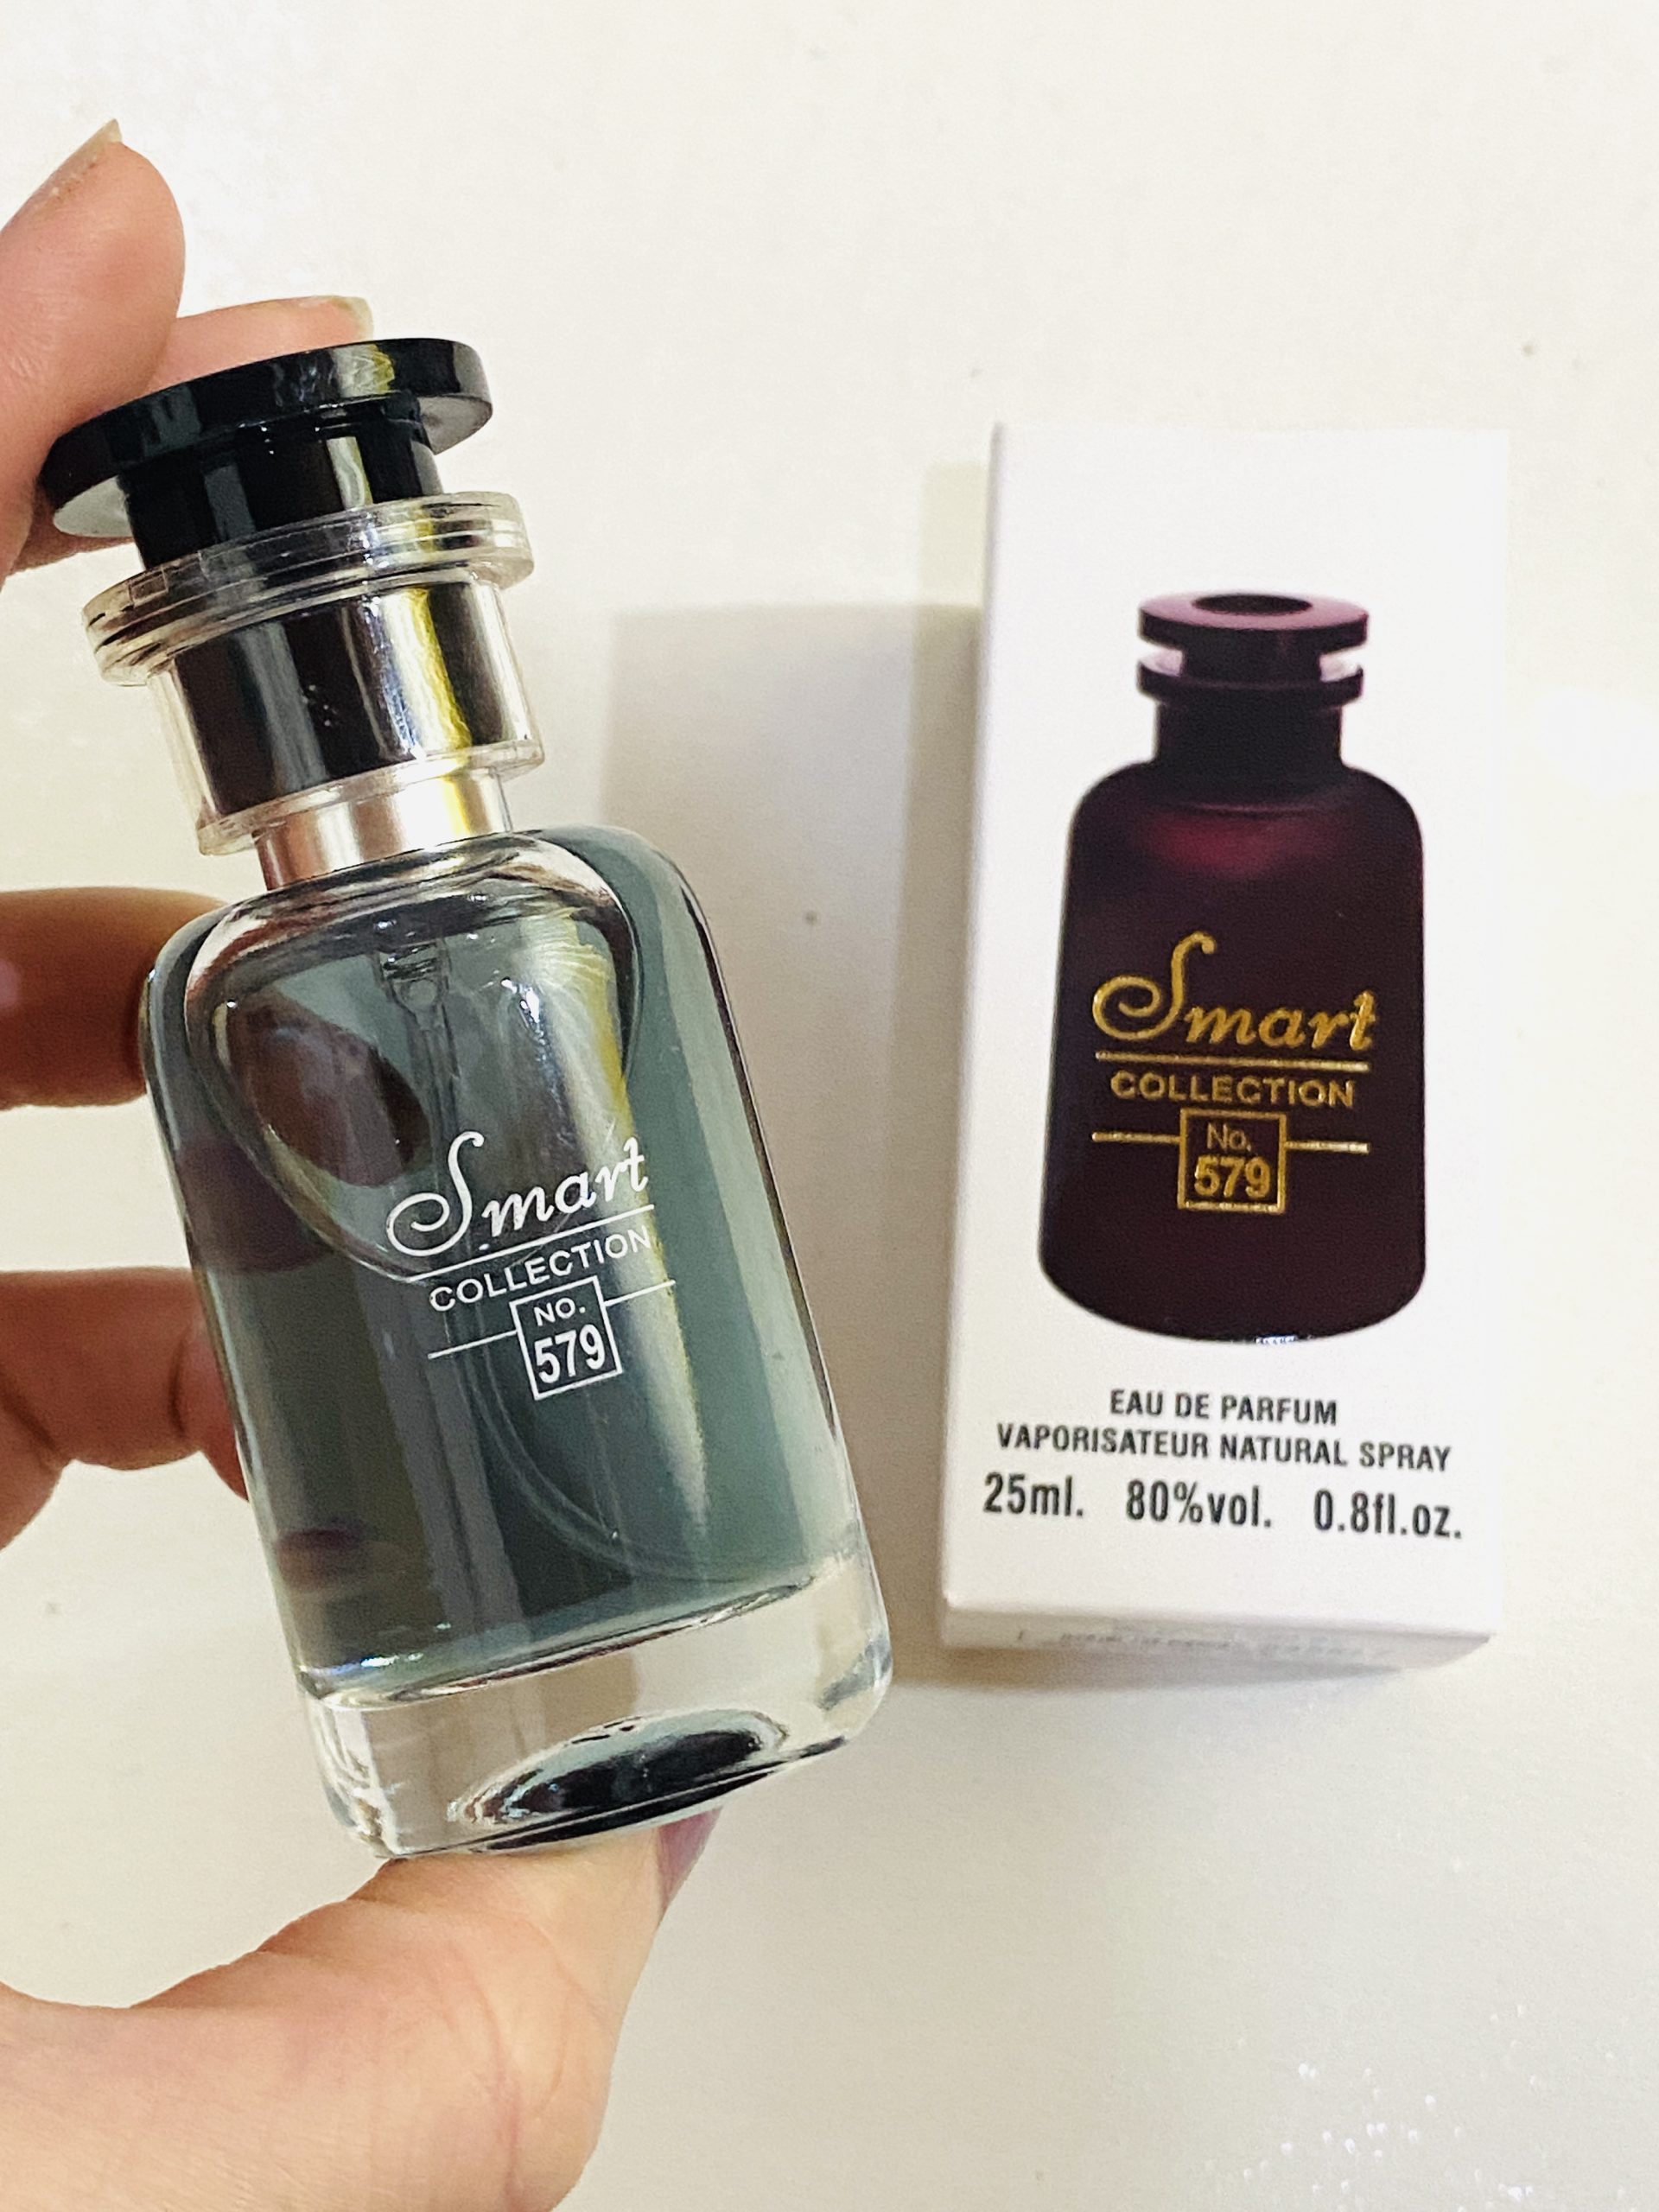 Smart
COLLECTION
NO.
579
Smart
COLLECTION
No.
579
EAU DE PARFUM
VAPORISATEUR NATURAL SPRAY
25ml. 80%vol. 0.8fl.oz.